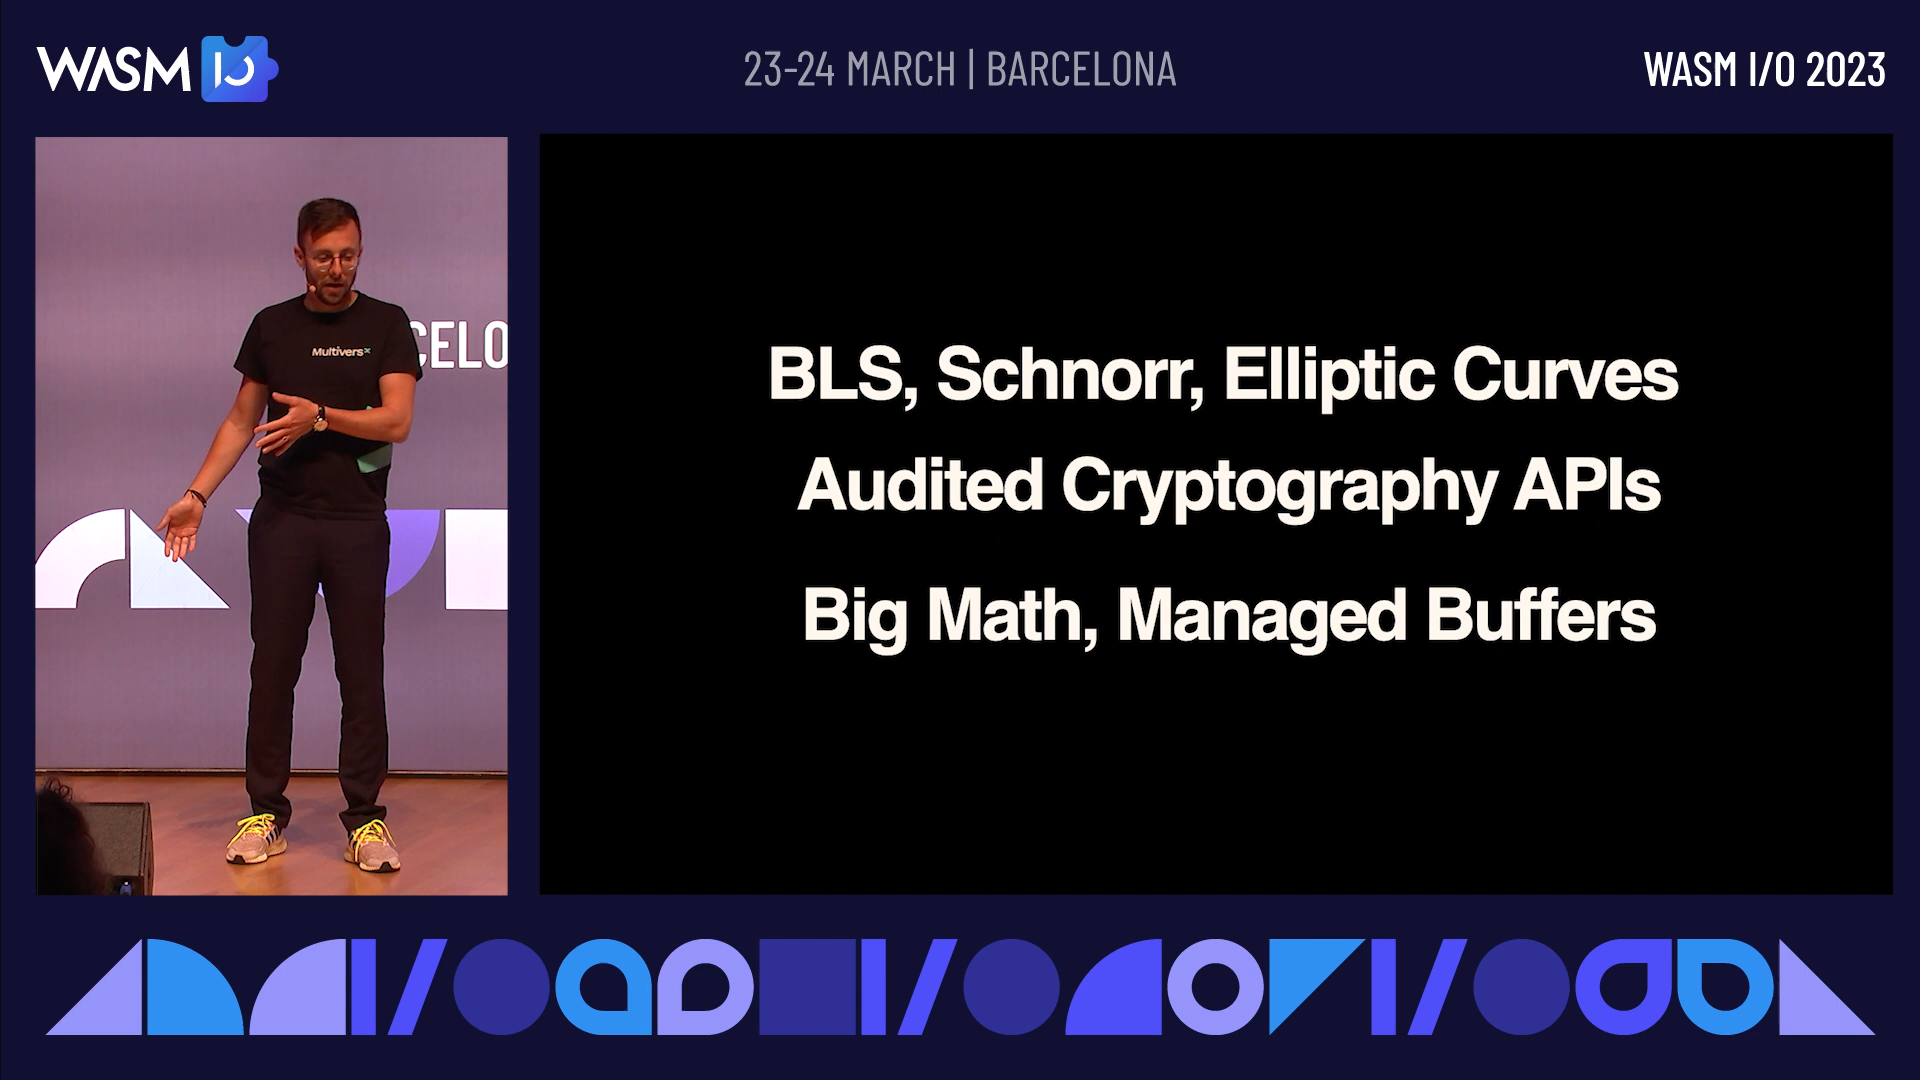 WASM IO
23-24 MARCH | BARCELONA
WASM I/O 2023
MultiversX
CELO
BLS, Schnorr, Elliptic Curves
Audited Cryptography APIs
Big Math, Managed Buffers